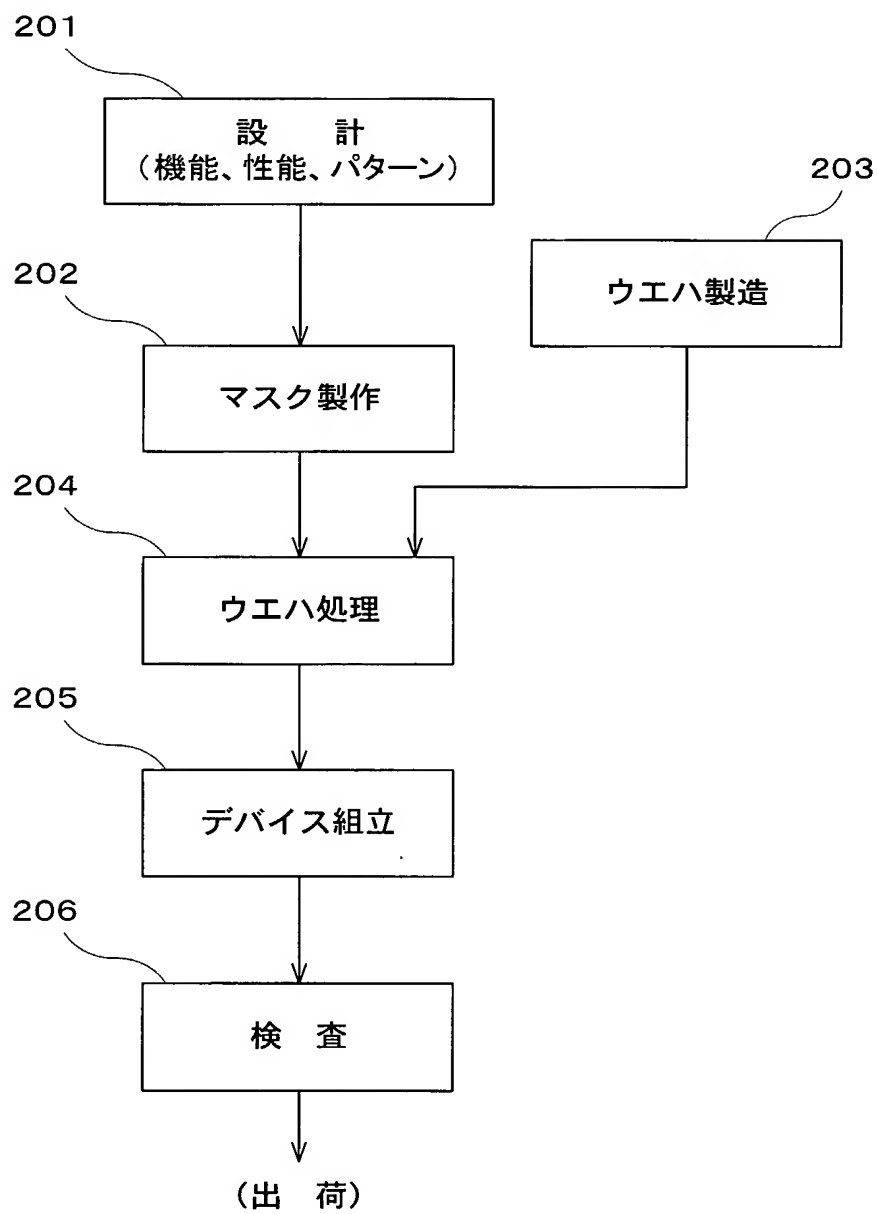 201
設　計
（機能、性能、パターン）
203
ウエハ製造
202
マスク製作
204
ウエハ処理
205
デバイス組立
206
検　査
（出　荷）